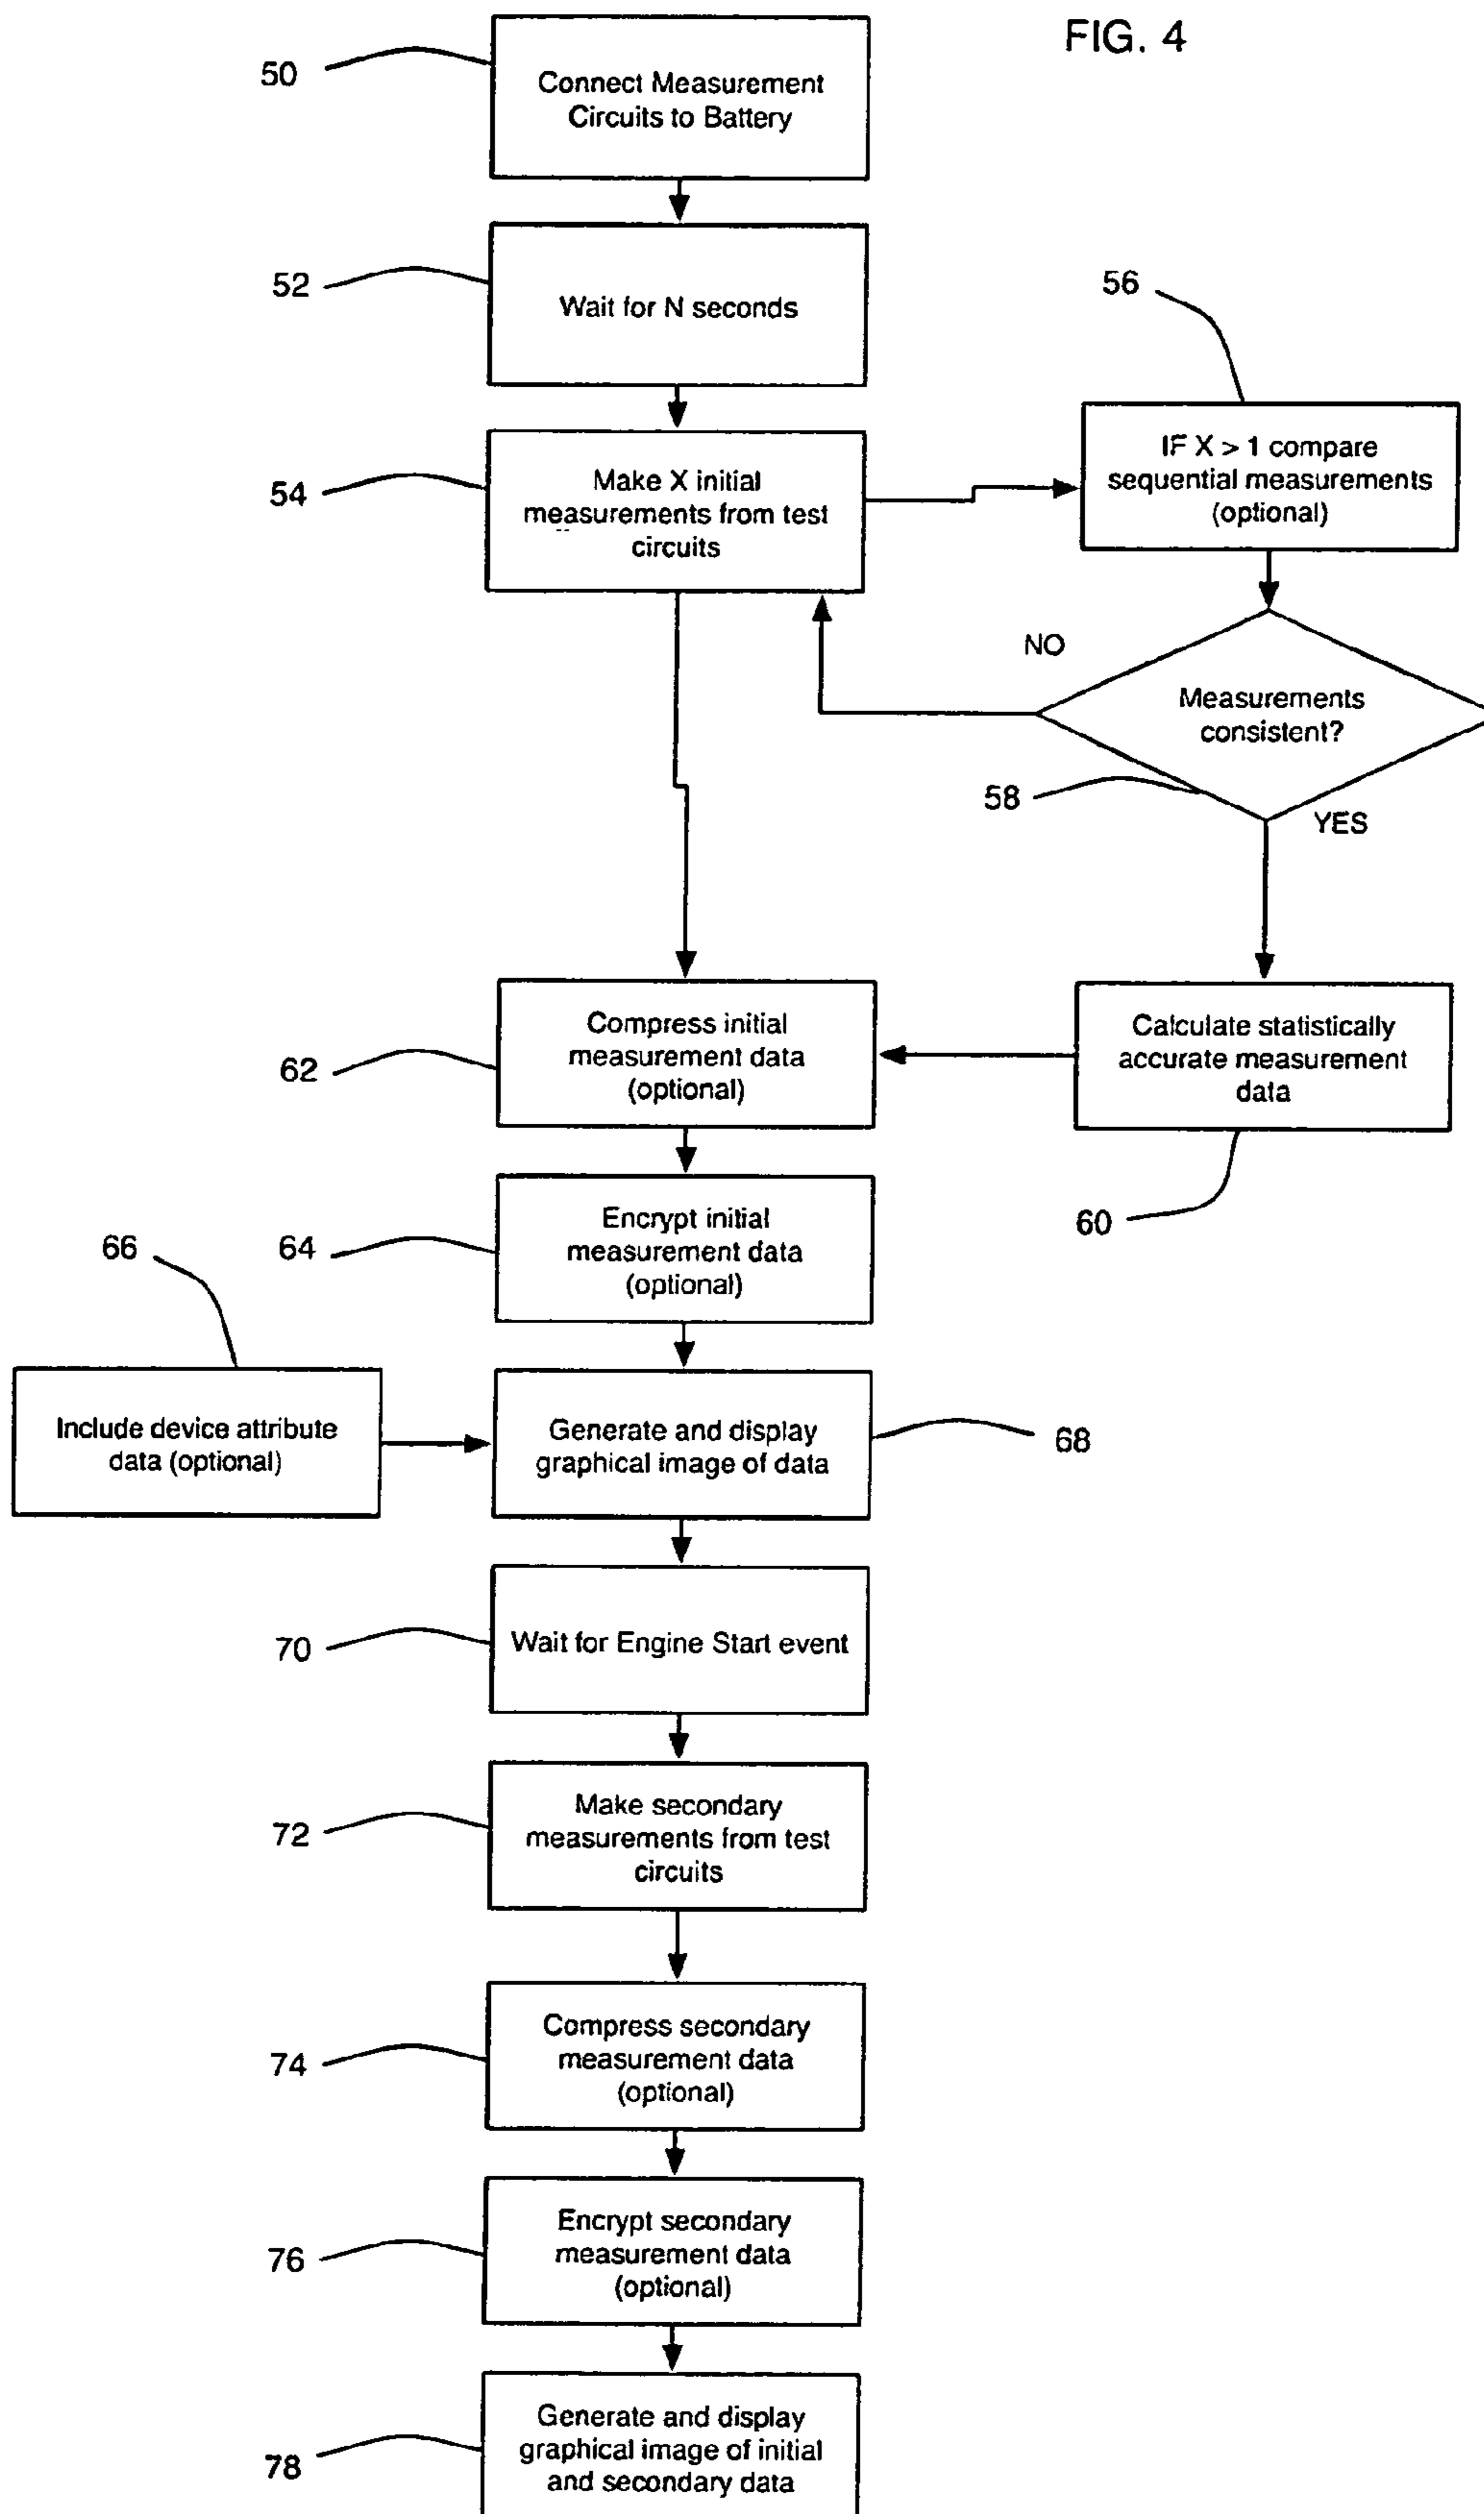 FIG. 4
50
Connect Measurement
Circuits to Battery
52
Wait for N seconds
56
54
Make X initial
measurements from test
circuits
IF X > 1 compare
sequential measurements
(optional)
NO
Measurements
consistent?
58
YES
62
Compress initial
measurement data
(optional)
Calculate statistically
accurate measurement
data
60
66
64
Encrypt initial
measurement data
(optional)
Include device attribute
data (optional)
Generate and display
graphical image of data
68
70
Wait for Engine Start event
72
Make secondary
measurements from test
circuits
74
Compress secondary
measurement data
(optional)
76
Encrypt secondary
measurement data
(optional)
78
Generate and display
graphical image of initial
and secondary data